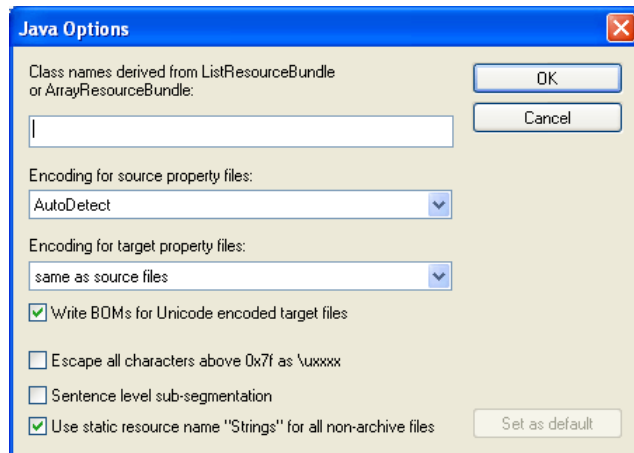 Java Options
Class names derived from ListResourceBundle
or ArrayResourceBundle:
OK
Cancel
Encoding for source property files:
AutoDetect
Encoding for target property files:
same as source files
Write BOMs for Unicode encoded target files
Escape all characters above 0x7f as \uxxxx
Sentence level sub-segmentation
Use static resource name "Strings" for all non-archive files
Set as default